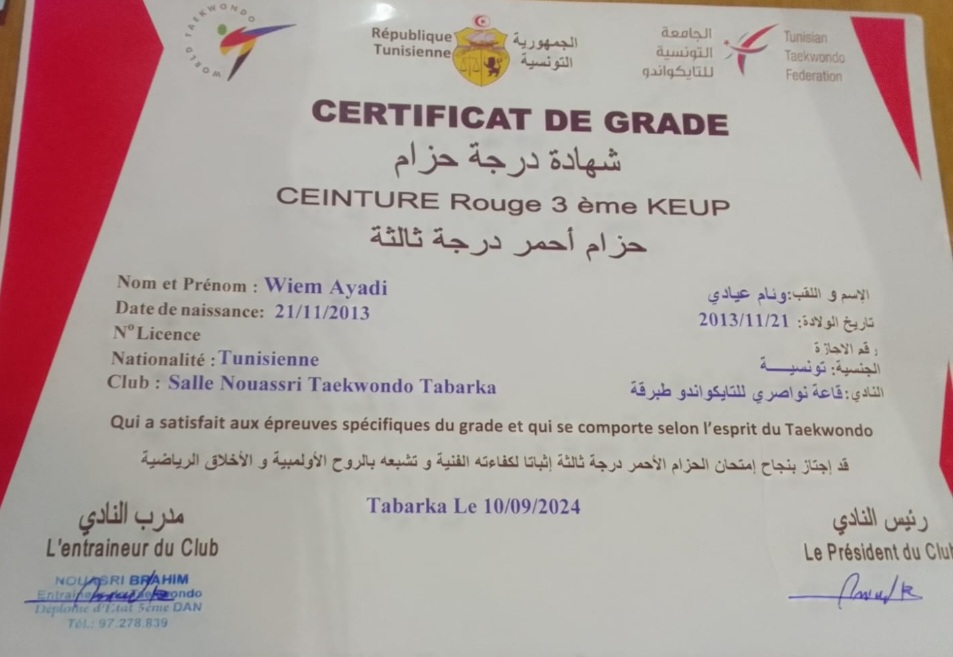 WORLD TAEKWONDO
République Tunisienne
الجمهورية التونسية
الجامعة التونسية للتايكواندو
Tunisian Taekwondo Federation
CERTIFICAT DE GRADE
شهادة درجة حزام
CEINTURE Rouge 3 ème KEUP
حزام أحمر درجة ثالثة
Nom et Prénom : Wiem Ayadi
الإسم و اللقب: وئام عيادي
Date de naissance: 21/11/2013
تاريخ الولادة: 2013/11/21
N° Licence
رقم الاجازة
Nationalité : Tunisienne
الجنسية: تونسيـــة
Club : Salle Nouassri Taekwondo Tabarka
النادي: قاعة نواصري للتايكواندو طبرقة
Qui a satisfait aux épreuves spécifiques du grade et qui se comporte selon l'esprit du Taekwondo
قد إجتاز بنجاح إمتحان الحزام الأحمر درجة ثالثة إثباتا لكفاءته الفنية و تشبعه بالروح الأولمبية و الأخلاق الرياضية
Tabarka Le 10/09/2024
مدرب النادي
L'entraineur du Club
NOUASRI BRAHIM
Diplômé d'Etat 5ème DAN
Tél.: 97.278.839
رئيس النادي
Le Président du Club